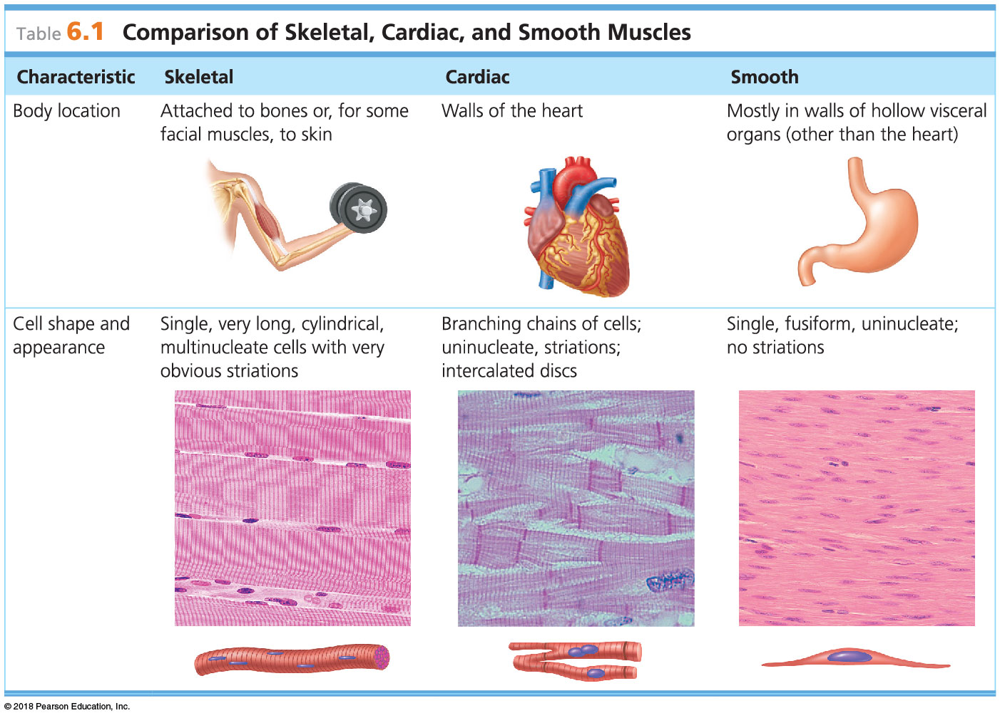 Table 6.1 Comparison of Skeletal, Cardiac, and Smooth Muscles
Characteristic
Skeletal
Cardiac
Smooth
Body location
Attached to bones or, for some
facial muscles, to skin
Walls of the heart
Mostly in walls of hollow visceral
organs (other than the heart)
Cell shape and
appearance
Single, very long, cylindrical,
multinucleate cells with very
obvious striations
Branching chains of cells;
uninucleate, striations;
intercalated discs
Single, fusiform, uninucleate;
no striations
© 2018 Pearson Education, Inc.